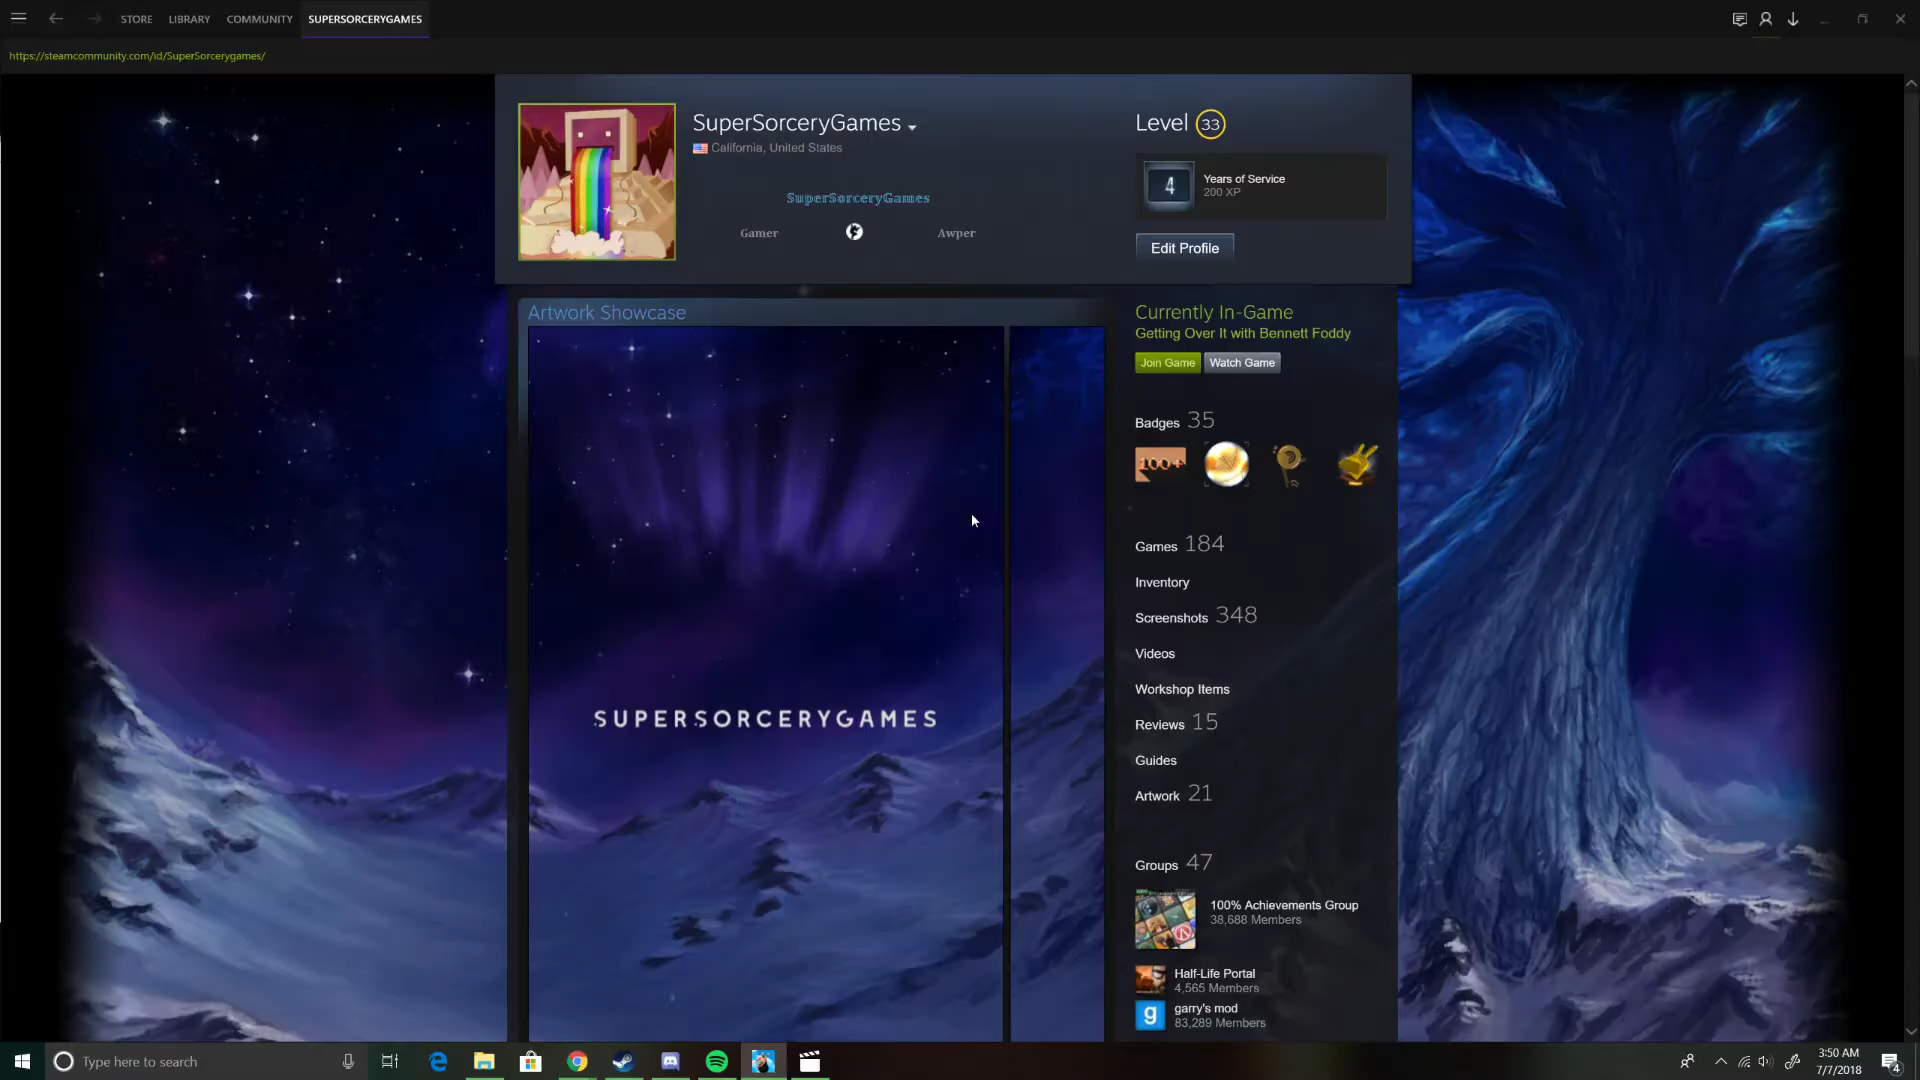 STORE LIBRARY COMMUNITY SUPERSORCERYGAMES
https://steamcommunity.com/id/SuperSorcerygames/
SuperSorceryGames
California, United States
SuperSorceryGames
Gamer Awper
Level 33
4
Years of Service
200 XP
Edit Profile
Artwork Showcase
SUPERSORCERYGAMES
Currently In-Game
Getting Over It with Bennett Foddy
Join Game Watch Game
Badges 35
100+
Games 184
Inventory
Screenshots 348
Videos
Workshop Items
Reviews 15
Guides
Artwork 21
Groups 47
100% Achievements Group
38,688 Members
Half-Life Portal
4,565 Members
g
garry's mod
83,289 Members
Type here to search
3:50 AM
7/7/2018
4